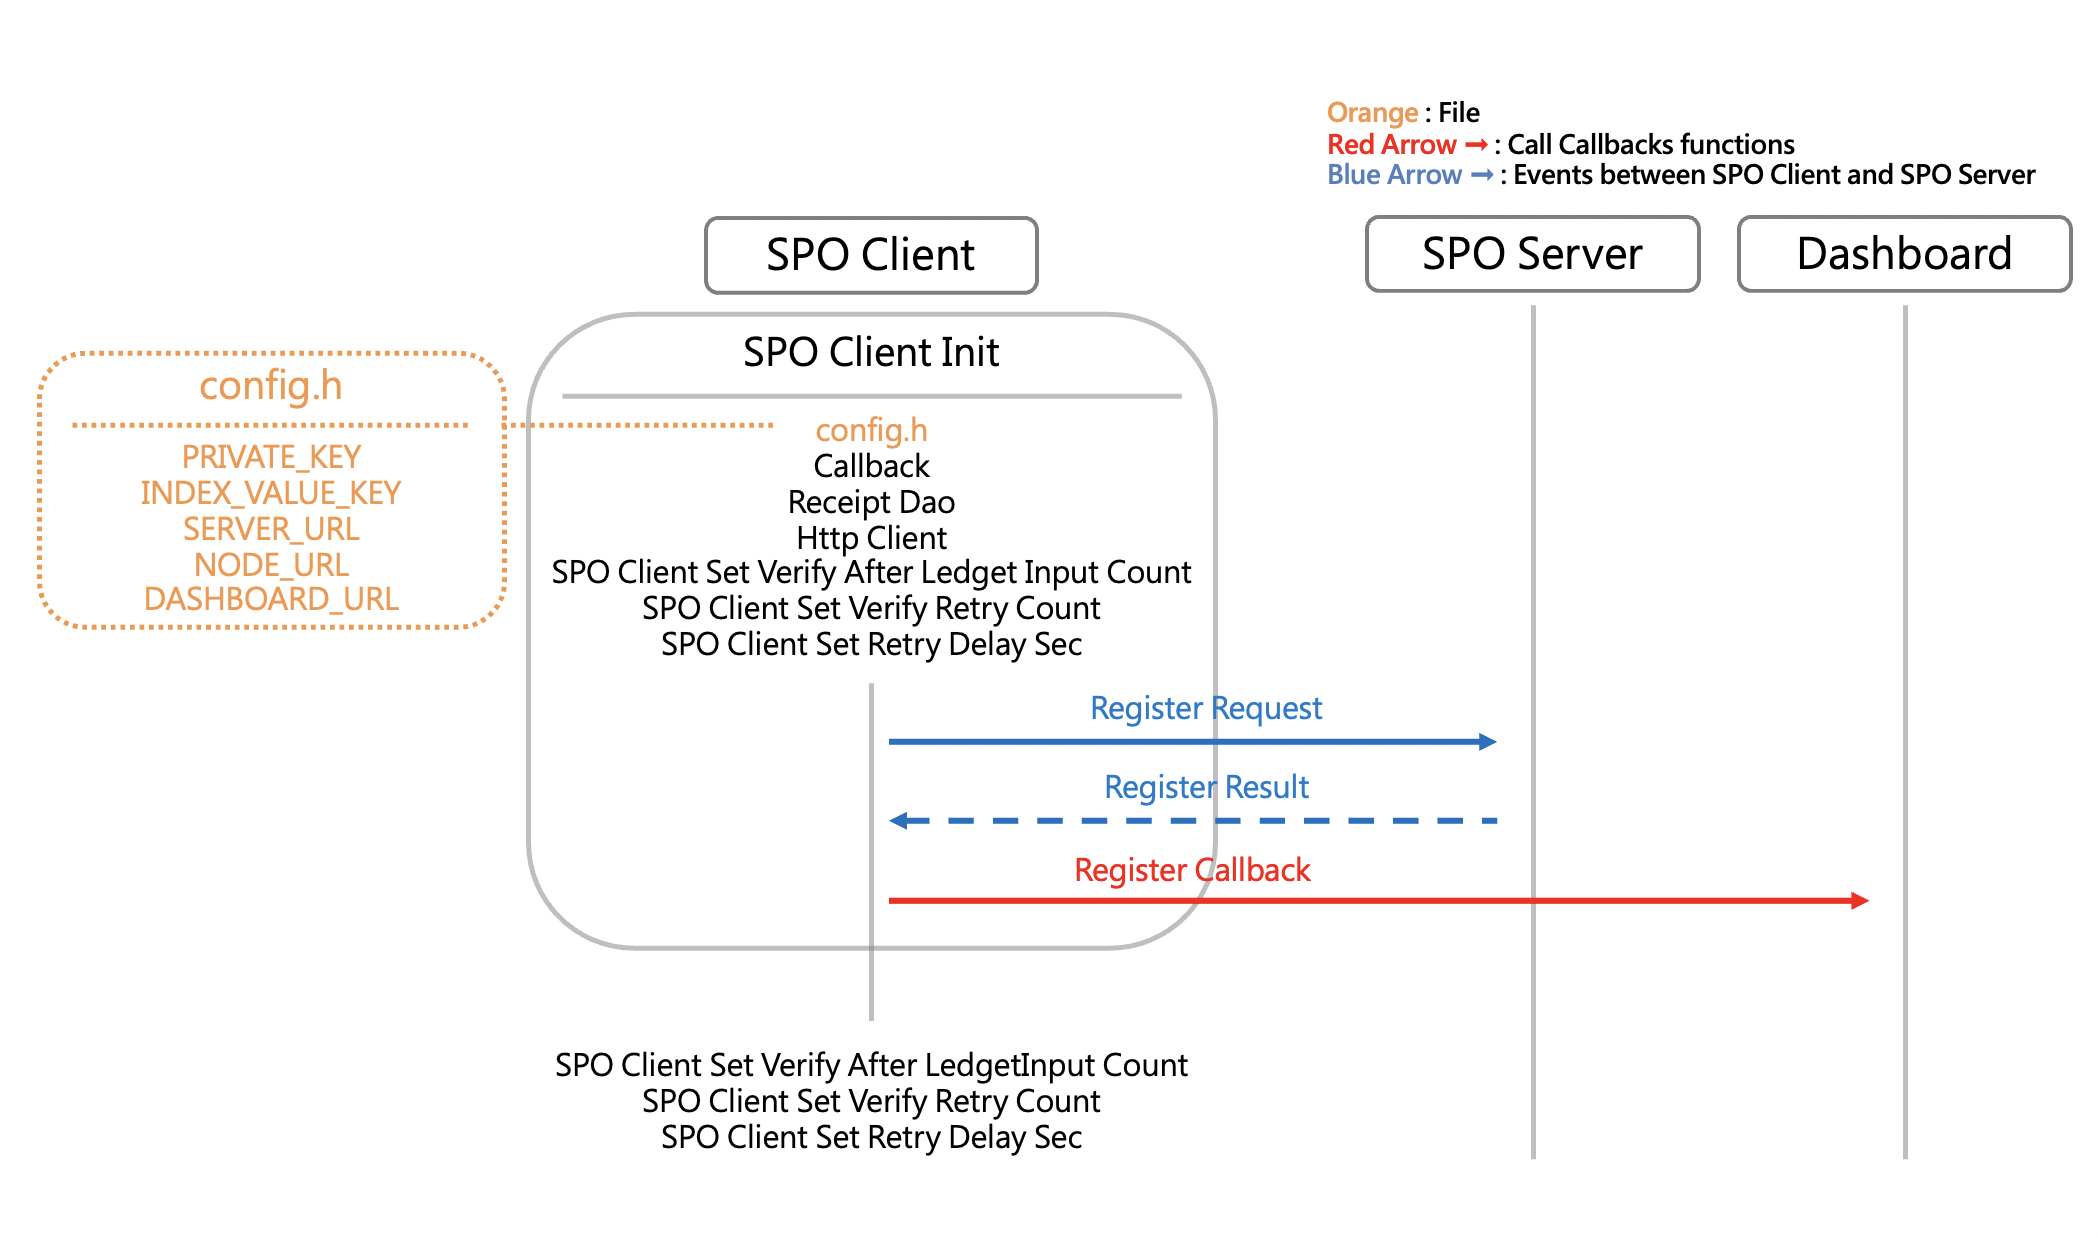 Orange : File
Red Arrow → : Call Callbacks functions
Blue Arrow → : Events between SPO Client and SPO Server
SPO Client
SPO Server
Dashboard
config.h
PRIVATE_KEY
INDEX_VALUE_KEY
SERVER_URL
NODE_URL
DASHBOARD_URL
SPO Client Init
config.h
Callback
Receipt Dao
Http Client
SPO Client Set Verify After Ledget Input Count
SPO Client Set Verify Retry Count
SPO Client Set Retry Delay Sec
Register Request
Register Result
Register Callback
SPO Client Set Verify After LedgetInput Count
SPO Client Set Verify Retry Count
SPO Client Set Retry Delay Sec